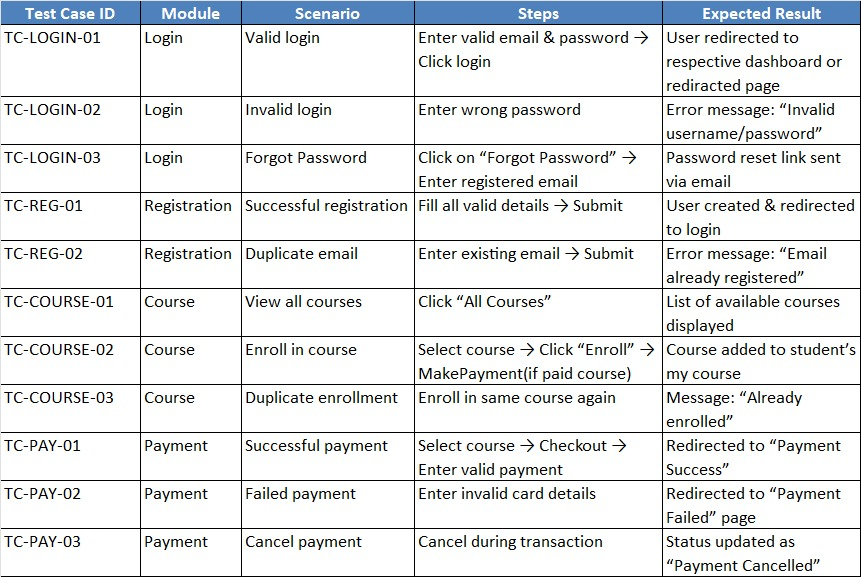 Test Case ID Module Scenario Steps Expected Result
TC-LOGIN-01 Login Valid login Enter valid email & password → User redirected to
Click login respective dashboard or
rediracted page
TC-LOGIN-02 Login Invalid login Enter wrong password Error message: “Invalid
username/password”
TC-LOGIN-03 Login Forgot Password Click on “Forgot Password” → Password reset link sent
Enter registered email via email
TC-REG-01 Registration Successful registration Fill all valid details → Submit User created & redirected
to login
TC-REG-02 Registration Duplicate email Enter existing email → Submit Error message: “Email
already registered”
TC-COURSE-01 Course View all courses Click “All Courses” List of available courses
displayed
TC-COURSE-02 Course Enroll in course Select course → Click “Enroll” → Course added to student’s
MakePayment(if paid course) my course
TC-COURSE-03 Course Duplicate enrollment Enroll in same course again Message: “Already
enrolled”
TC-PAY-01 Payment Successful payment Select course → Checkout → Redirected to “Payment
Enter valid payment Success”
TC-PAY-02 Payment Failed payment Enter invalid card details Redirected to “Payment
Failed” page
TC-PAY-03 Payment Cancel payment Cancel during transaction Status updated as
“Payment Cancelled”